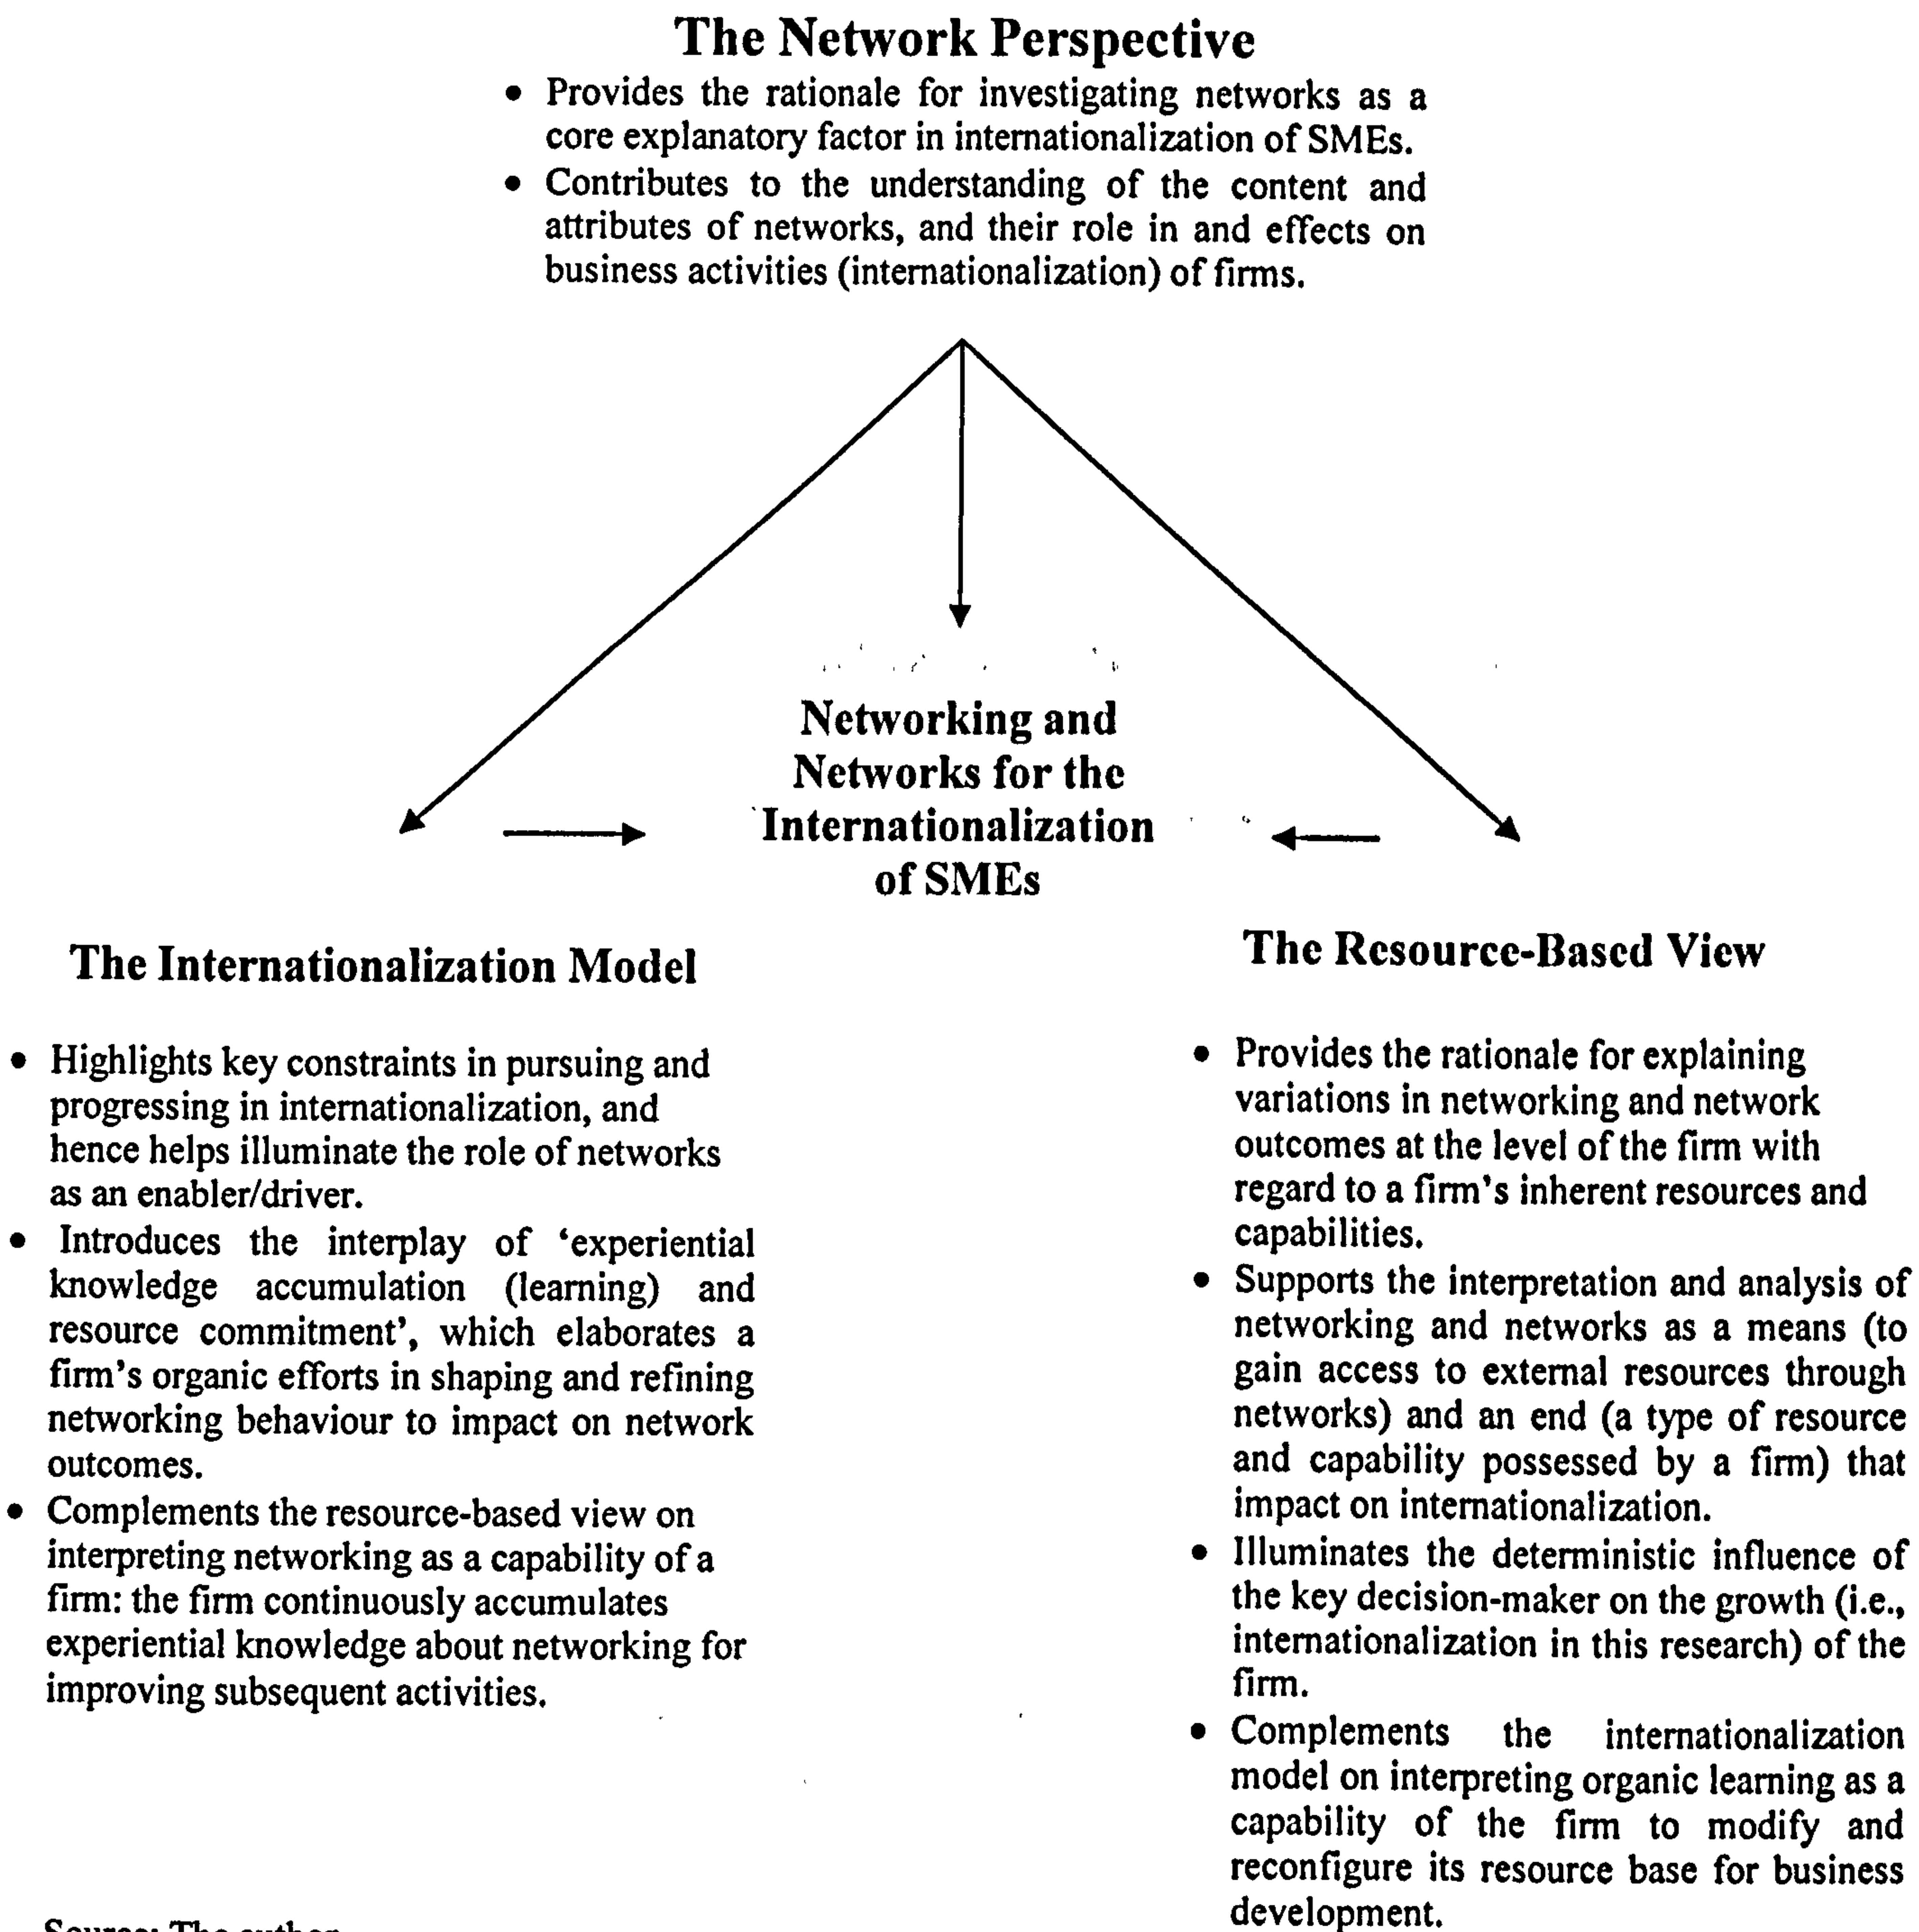 The Network Perspective
• Provides the rationale for investigating networks as a
core explanatory factor in internationalization of SMEs.
• Contributes to the understanding of the content and
attributes of networks, and their role in and effects on
business activities (internationalization) of firms.
Networking and
Networks for the
Internationalization
of SMEs
The Internationalization Model
• Highlights key constraints in pursuing and
progressing in internationalization, and
hence helps illuminate the role of networks
as an enabler/driver.
• Introduces the interplay of ‘experiential
knowledge accumulation (learning) and
resource commitment’, which elaborates a
firm’s organic efforts in shaping and refining
networking behaviour to impact on network
outcomes.
• Complements the resource-based view on
interpreting networking as a capability of a
firm: the firm continuously accumulates
experiential knowledge about networking for
improving subsequent activities.
The Resource-Based View
• Provides the rationale for explaining
variations in networking and network
outcomes at the level of the firm with
regard to a firm’s inherent resources and
capabilities.
• Supports the interpretation and analysis of
networking and networks as a means (to
gain access to external resources through
networks) and an end (a type of resource
and capability possessed by a firm) that
impact on internationalization.
• Illuminates the deterministic influence of
the key decision-maker on the growth (i.e.,
internationalization in this research) of the
firm.
• Complements the internationalization
model on interpreting organic learning as a
capability of the firm to modify and
reconfigure its resource base for business
development.
Source: The author